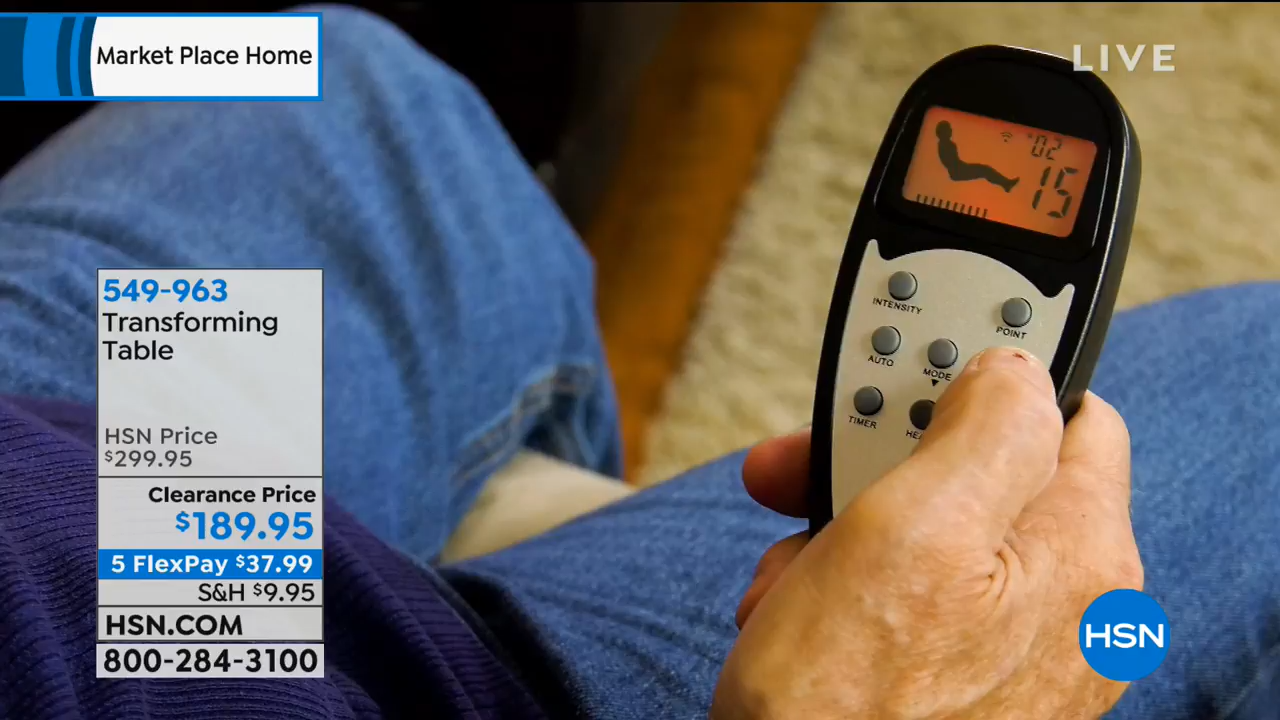 Market Place Home
LIVE
°02
15
INTENSITY
POINT
AUTO
MODE
TIMER
549-963
Transforming
Table
HSN Price
$299.95
Clearance Price
$189.95
5 FlexPay $37.99
S&H $9.95
HSN.COM
800-284-3100
HSN